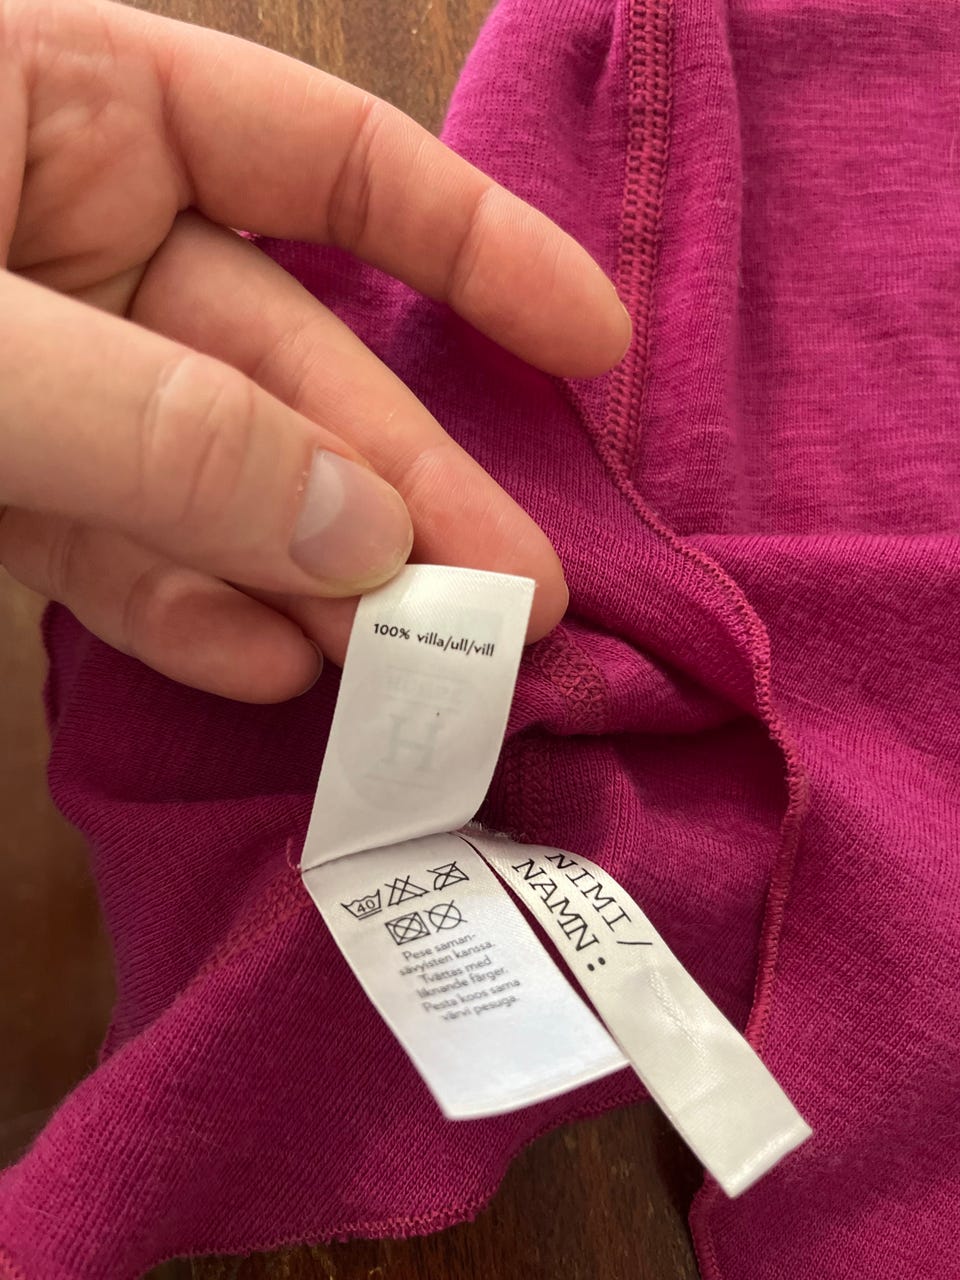 100% villa/ull/vill
40
Pese saman-
sävyisten kanssa.
Tvättas med
liknande färger.
Pesta koos sama
värvi pesuga.
NIMI /
NAMN: